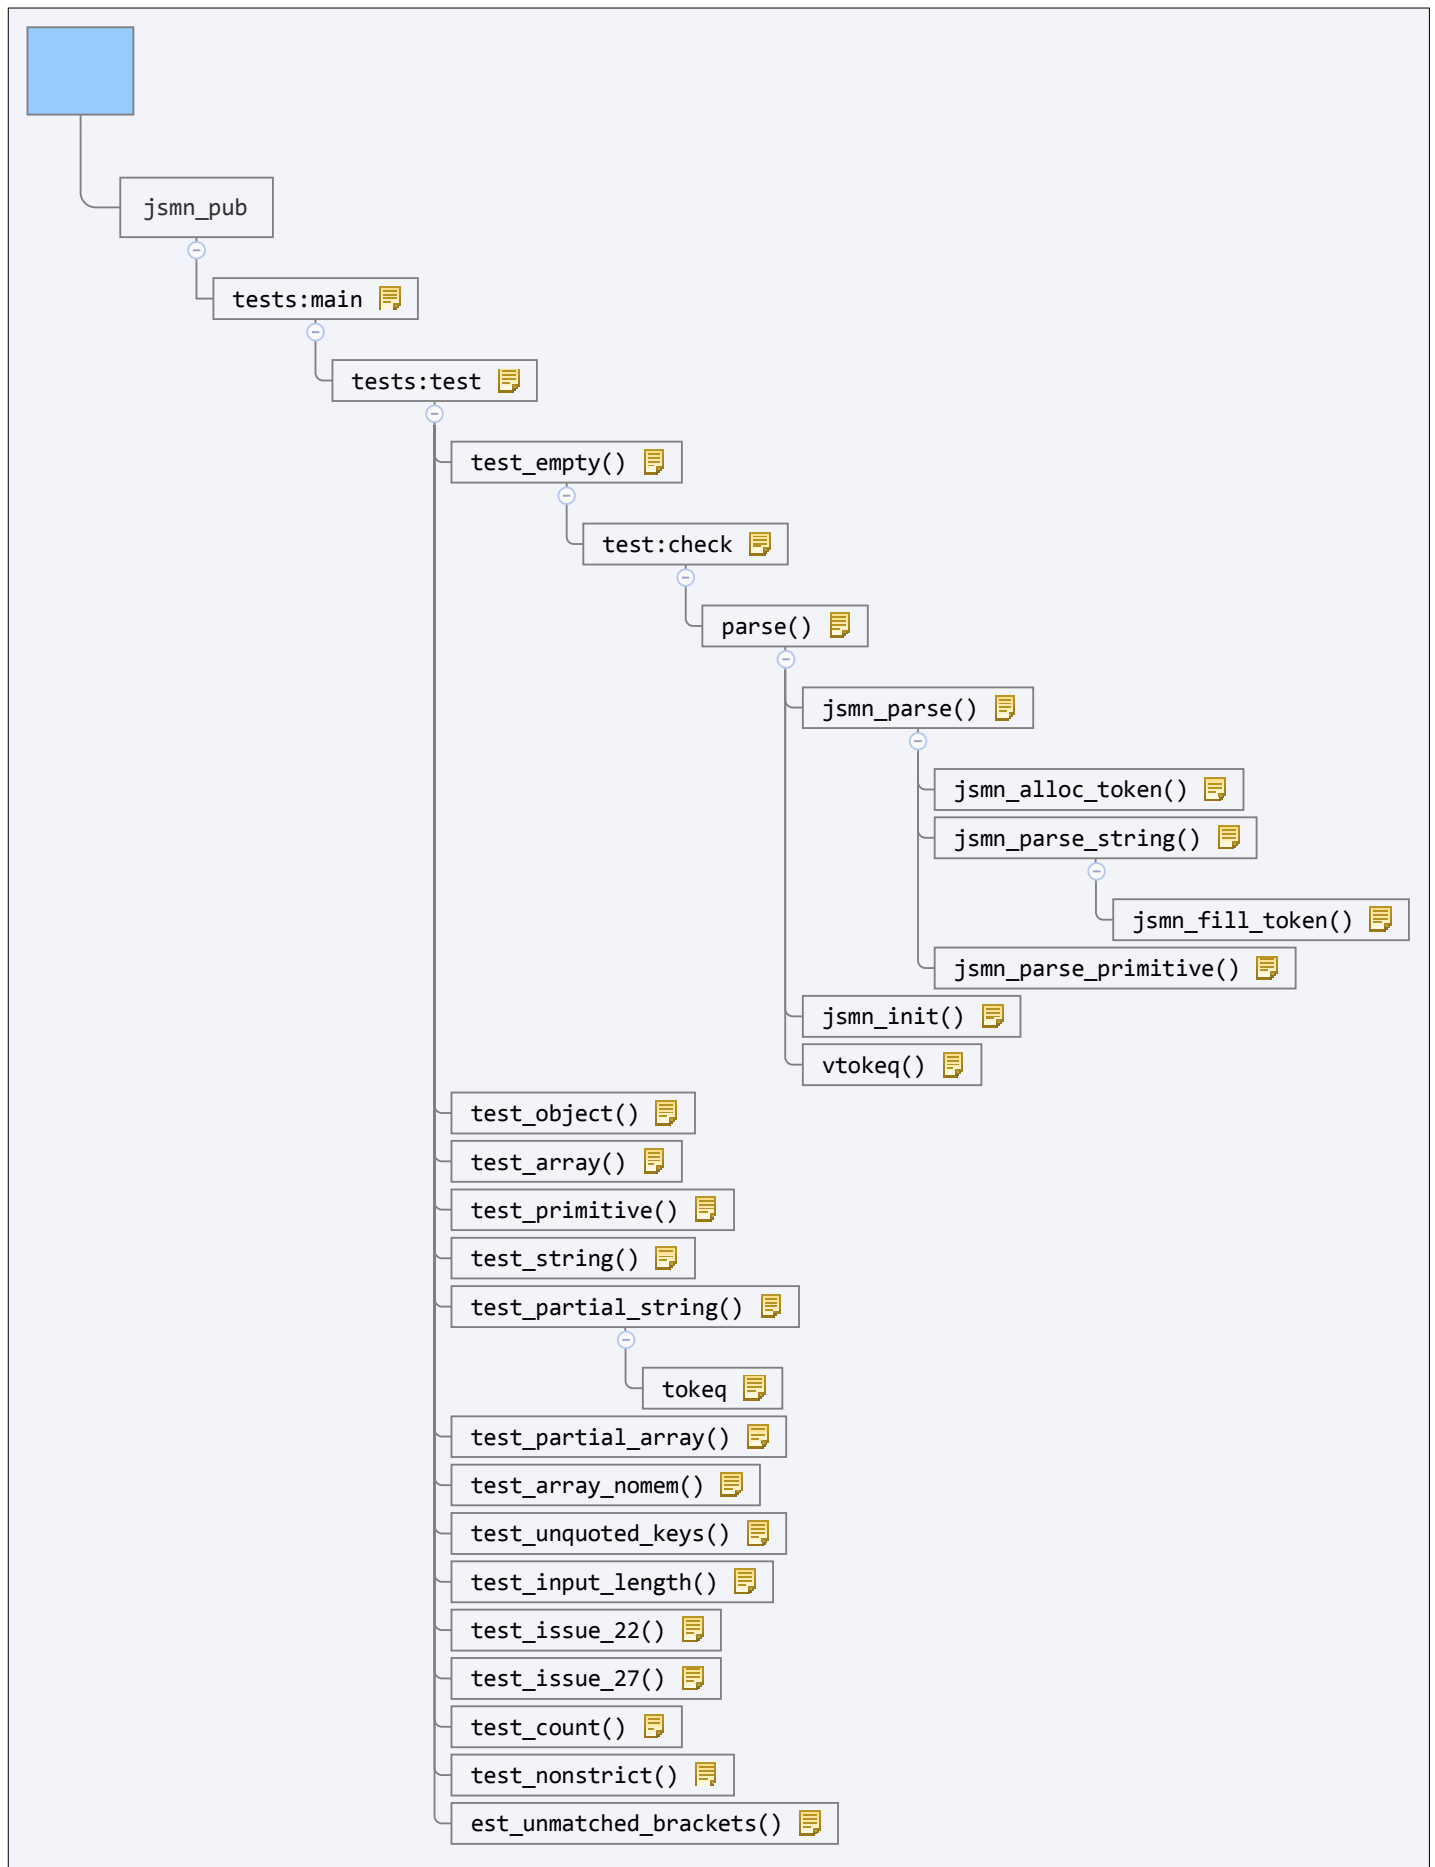 jsmn_pub
tests:main
tests:test
test_empty()
test:check
parse()
jsmn_parse()
jsmn_alloc_token()
jsmn_parse_string()
jsmn_fill_token()
jsmn_parse_primitive()
jsmn_init()
vtokeq()
test_object()
test_array()
test_primitive()
test_string()
test_partial_string()
tokeq
test_partial_array()
test_array_nomem()
test_unquoted_keys()
test_input_length()
test_issue_22()
test_issue_27()
test_count()
test_nonstrict()
est_unmatched_brackets()